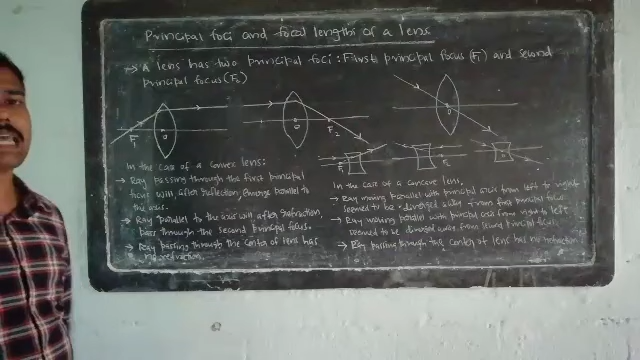 Principal foci and focal lengths of a lens
→ A lens has two principal foci: First principal focus (F₁) and second
principal focus (F₂)
F₁
O
O
F₂
O
F₁
F₂
In the case of a convex lens:
→ Ray passing through the first principal
focus will, after refraction, emerge parallel to
the axis.
→ Ray parallel to the axis will after refraction,
pass through the second principal focus.
→ Ray passing through the center of lens has
no refraction.
In the case of a concave lens,
→ Ray moving parallel with principal axis from left to right
seemed to be diverged away from first principal focus
→ Ray moving parallel with principal axis from right to left
seemed to be diverged away from second principal focus
→ Ray passing through the center of lens has no refraction